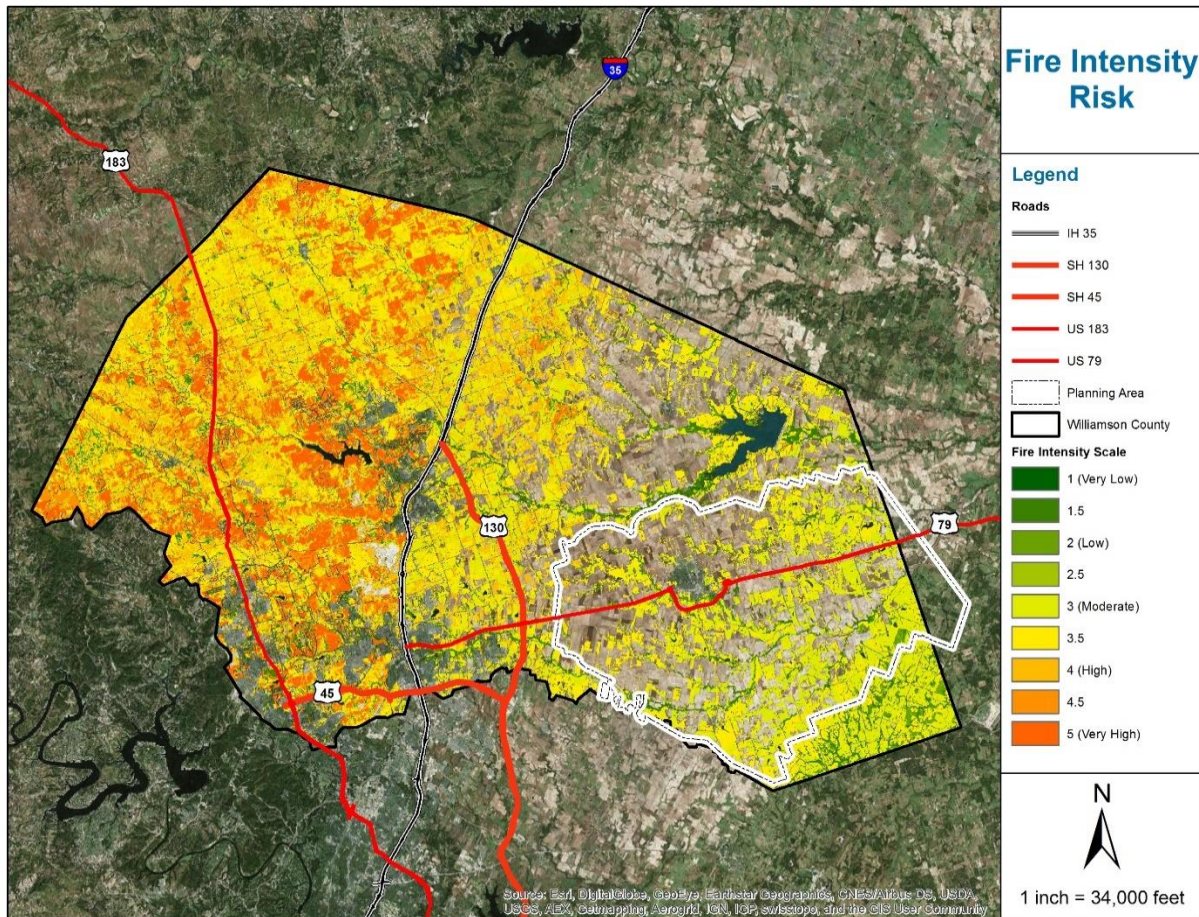 Fire Intensity
Risk
Legend
Roads
IH 35
SH 130
SH 45
US 183
US 79
Planning Area
Williamson County
Fire Intensity Scale
1 (Very Low)
1.5
2 (Low)
2.5
3 (Moderate)
3.5
4 (High)
4.5
5 (Very High)
N
1 inch = 34,000 feet
35
183
130
79
45
Source: Esri, DigitalGlobe, GeoEye, Earthstar Geographics, CNES/Airbus DS, USDA,
USGS, AEX, Getmapping, Aerogrid, IGN, IGP, swisstopo, and the GIS User Community